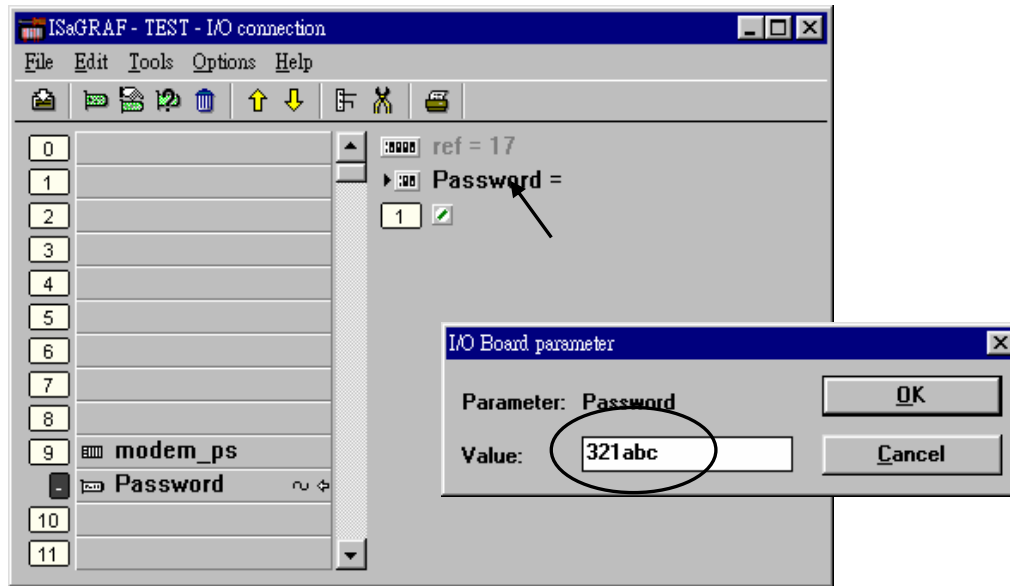 ISaGRAF - TEST - I/O connection
File Edit Tools Options Help
0
1
2
3
4
5
6
7
8
9 modem_ps
- Password
10
11
ref = 17
Password =
1
I/O Board parameter
Parameter: Password
Value: 321abc
OK
Cancel